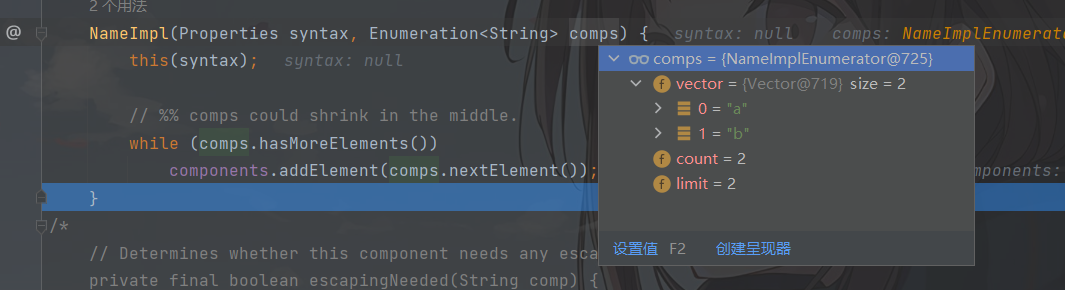 2 个用法
@
NameImpl(Properties syntax, Enumeration<String> comps) { syntax: null comps: NameImplEnumerato
this(syntax); syntax: null
// %% comps could shrink in the middle.
while (comps.hasMoreElements())
components.addElement(comps.nextElement()); components:
}
/*
// Determines whether this component needs any esca
private final boolean escapingNeeded(String comp) {
comps = {NameImplEnumerator@725}
vector = {Vector@719} size = 2
0 = "a"
1 = "b"
count = 2
limit = 2
设置值 F2 创建呈现器